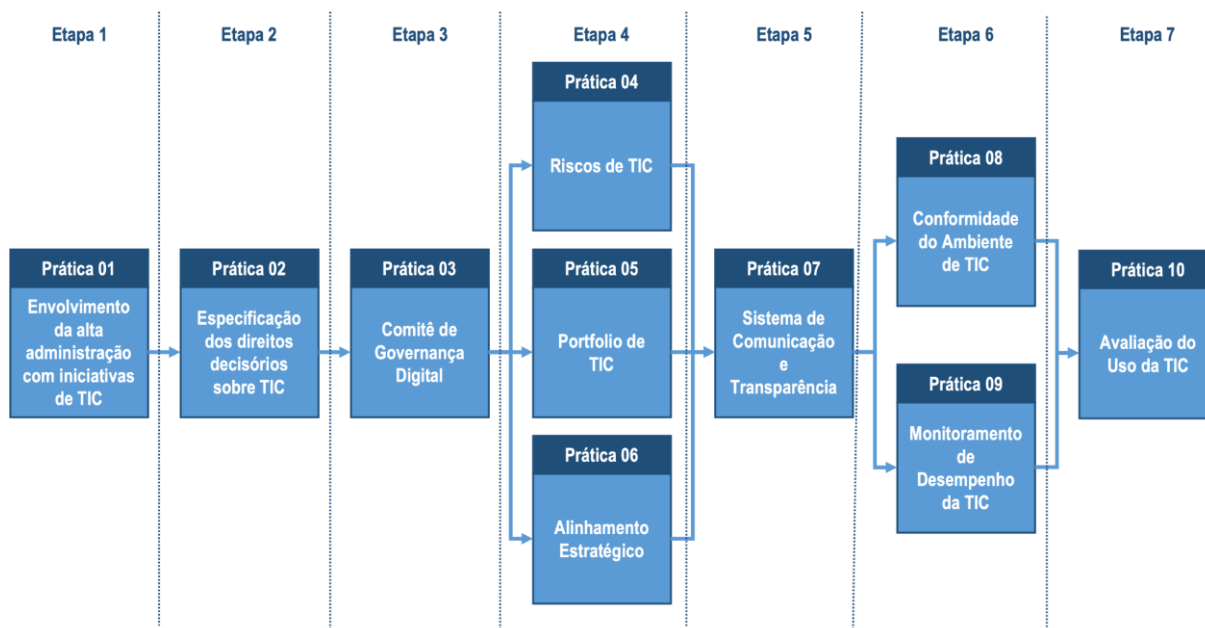 Etapa 1
Etapa 2
Etapa 3
Etapa 4
Etapa 5
Etapa 6
Etapa 7
Prática 01
Envolvimento
da alta
administração
com iniciativas
de TIC
Prática 02
Especificação
dos direitos
decisórios
sobre TIC
Prática 03
Comitê de
Governança
Digital
Prática 04
Riscos de TIC
Prática 05
Portfolio de
TIC
Prática 06
Alinhamento
Estratégico
Prática 07
Sistema de
Comunicação
e
Transparência
Prática 08
Conformidade
do Ambiente
de TIC
Prática 09
Monitoramento
de
Desempenho
da TIC
Prática 10
Avaliação do
Uso da TIC